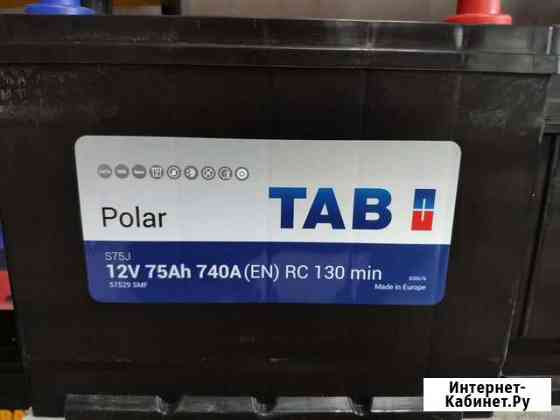 Polar
TAB
S75J
12V 75Ah 740A (EN) RC 130 min
57529 SMF
Made in Europe
Интернет-
Кабинет.Ру